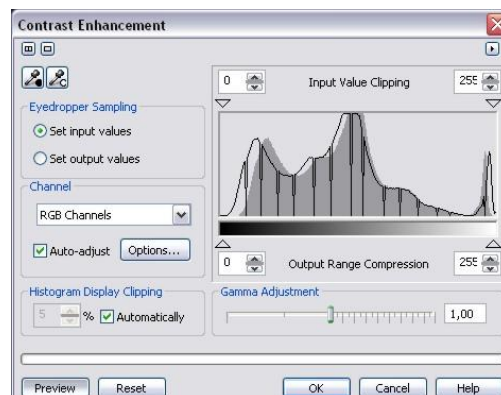 Contrast Enhancement
0 Input Value Clipping 255
Eyedropper Sampling
Set input values
Set output values
Channel
RGB Channels
Auto-adjust Options...
0 Output Range Compression 255
Histogram Display Clipping
5 % Automatically
Gamma Adjustment
1,00
Preview Reset OK Cancel Help